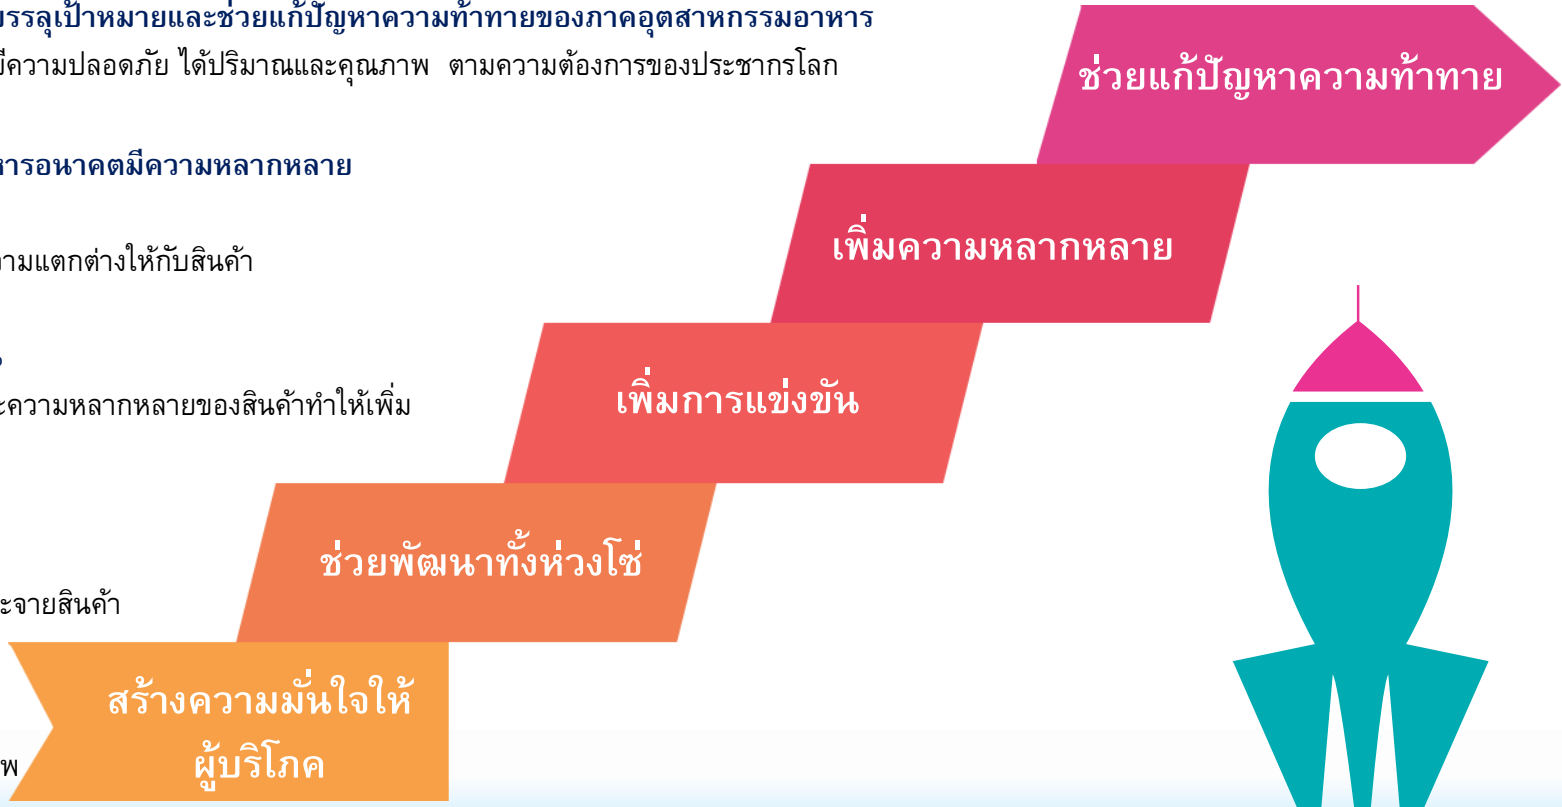 บรรลุเป้าหมายและช่วยแก้ปัญหาความท้าทายของภาคอุตสาหกรรมอาหาร
มีความปลอดภัย ได้ปริมาณและคุณภาพ ตามความต้องการของประชากรโลก
ช่วยแก้ปัญหาความท้าทาย
หารอนาคตมีความหลากหลาย
เพิ่มความหลากหลาย
วามแตกต่างให้กับสินค้า
เพิ่มการแข่งขัน
ะความหลากหลายของสินค้าทำให้เพิ่ม
ช่วยพัฒนาทั้งห่วงโซ่
ะจายสินค้า
สร้างความมั่นใจให้
ผู้บริโภค
พ